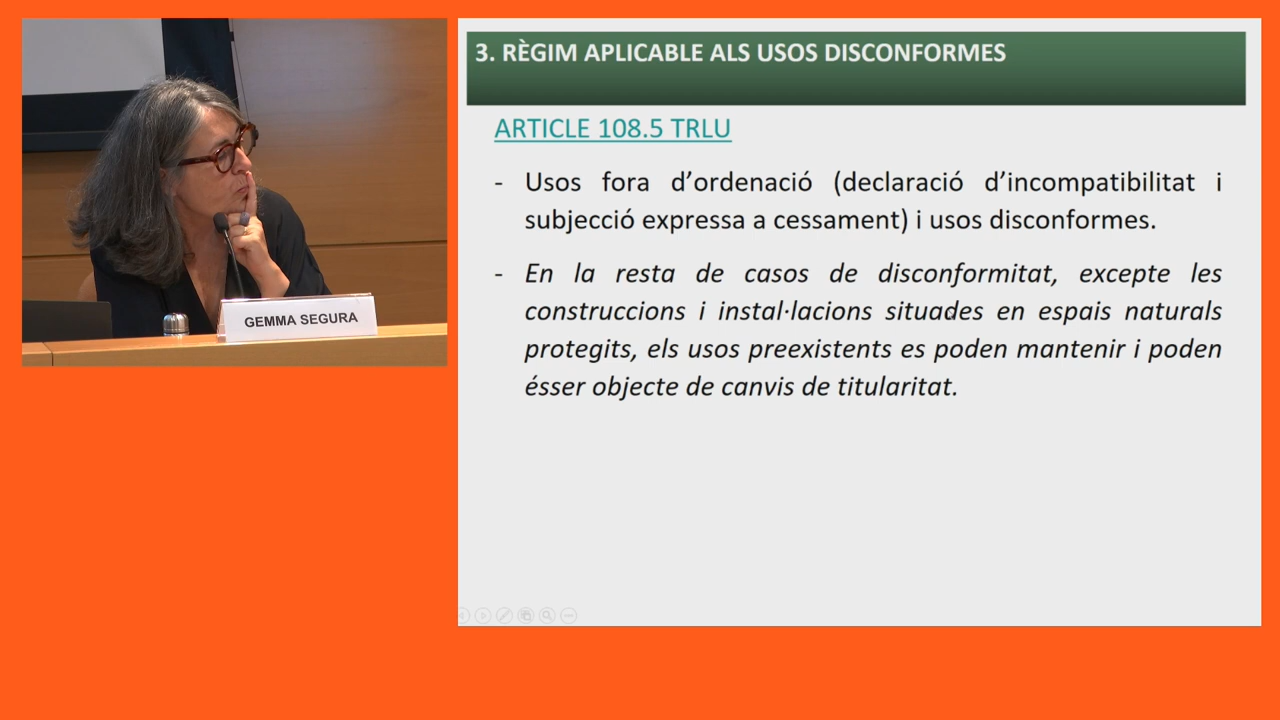 GEMMA SEGURA
3. RÈGIM APLICABLE ALS USOS DISCONFORMES
ARTICLE 108.5 TRLU
- Usos fora d’ordenació (declaració d’incompatibilitat i
subjecció expressa a cessament) i usos disconformes.
- En la resta de casos de disconformitat, excepte les
construccions i instal·lacions situades en espais naturals
protegits, els usos preexistents es poden mantenir i poden
ésser objecte de canvis de titularitat.